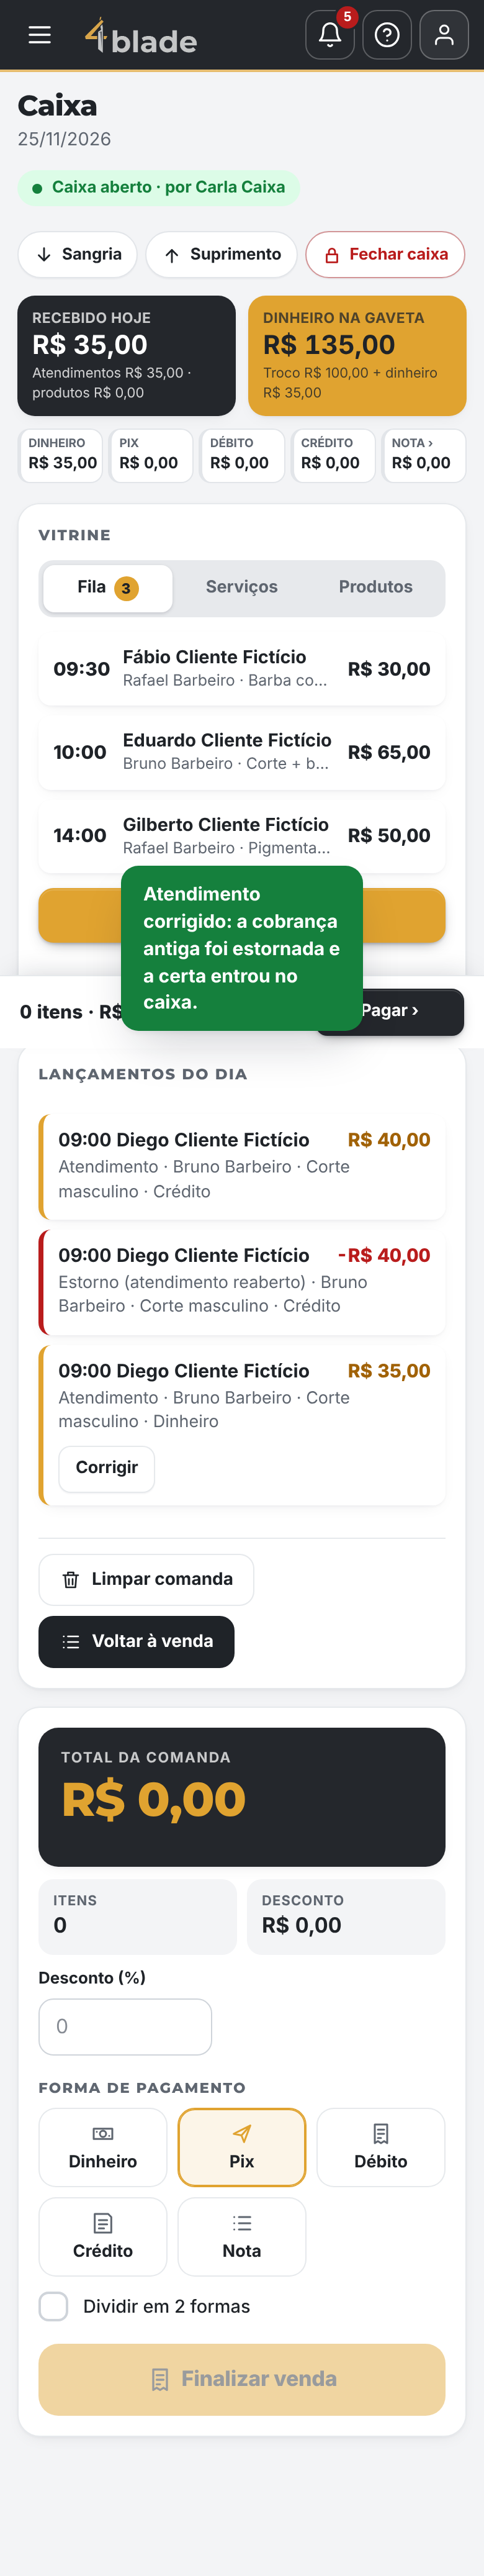 4blade
5
Caixa
25/11/2026
Caixa aberto · por Carla Caixa
Sangria
Suprimento
Fechar caixa
RECEBIDO HOJE
R$ 35,00
Atendimentos R$ 35,00 ·
produtos R$ 0,00
DINHEIRO NA GAVETA
R$ 135,00
Troco R$ 100,00 + dinheiro
R$ 35,00
DINHEIRO
R$ 35,00
PIX
R$ 0,00
DÉBITO
R$ 0,00
CRÉDITO
R$ 0,00
NOTA ›
R$ 0,00
VITRINE
Fila 3
Serviços
Produtos
09:30
Fábio Cliente Fictício
Rafael Barbeiro · Barba co...
R$ 30,00
10:00
Eduardo Cliente Fictício
Bruno Barbeiro · Corte + b...
R$ 65,00
14:00
Gilberto Cliente Fictício
Rafael Barbeiro · Pigmenta...
R$ 50,00
Atendimento
corrigido: a cobrança
antiga foi estornada e
a certa entrou no
caixa.
0 itens · R$
Pagar ›
LANÇAMENTOS DO DIA
09:00 Diego Cliente Fictício
R$ 40,00
Atendimento · Bruno Barbeiro · Corte
masculino · Crédito
09:00 Diego Cliente Fictício
-R$ 40,00
Estorno (atendimento reaberto) · Bruno
Barbeiro · Corte masculino · Crédito
09:00 Diego Cliente Fictício
R$ 35,00
Atendimento · Bruno Barbeiro · Corte
masculino · Dinheiro
Corrigir
Limpar comanda
Voltar à venda
TOTAL DA COMANDA
R$ 0,00
ITENS
0
DESCONTO
R$ 0,00
Desconto (%)
0
FORMA DE PAGAMENTO
Dinheiro
Pix
Débito
Crédito
Nota
Dividir em 2 formas
Finalizar venda